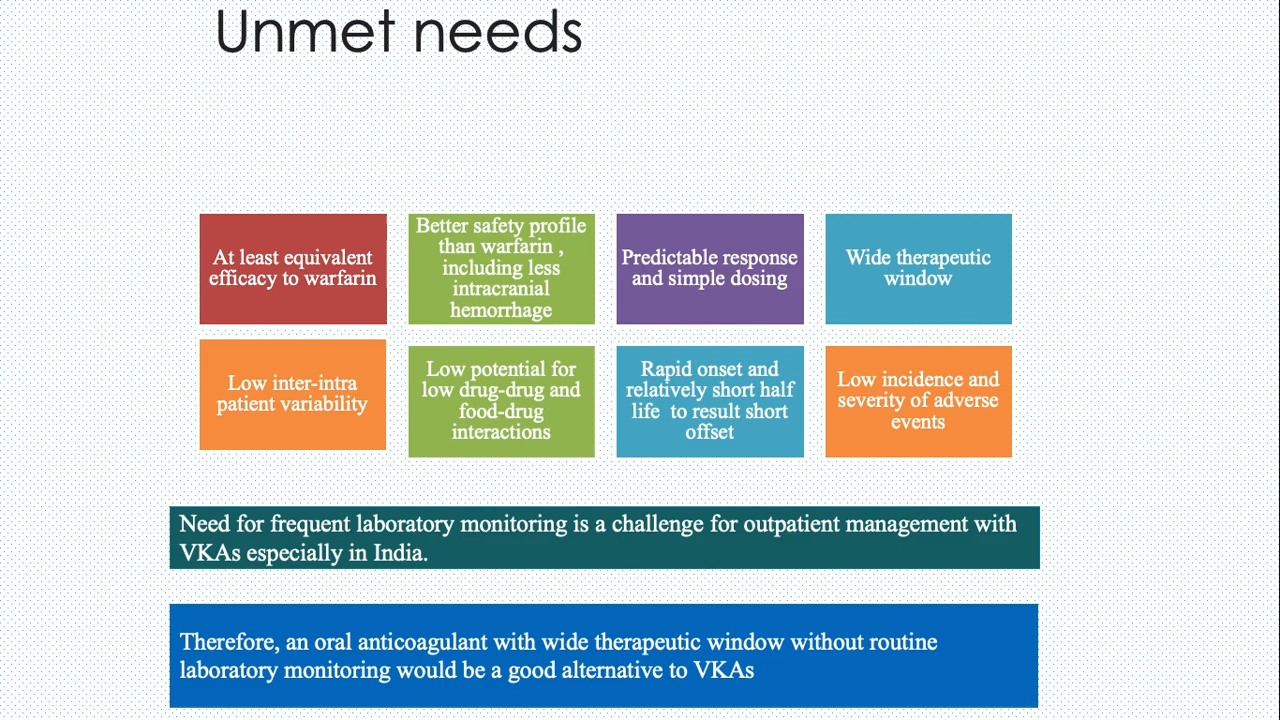 Unmet needs
At least equivalent
efficacy to warfarin
Better safety profile
than warfarin ,
including less
intracranial
hemorrhage
Predictable response
and simple dosing
Wide therapeutic
window
Low inter-intra
patient variability
Low potential for
low drug-drug and
food-drug
interactions
Rapid onset and
relatively short half
life  to result short
offset
Low incidence and
severity of adverse
events
Need for frequent laboratory monitoring is a challenge for outpatient management with
VKAs especially in India.
Therefore, an oral anticoagulant with wide therapeutic window without routine
laboratory monitoring would be a good alternative to VKAs